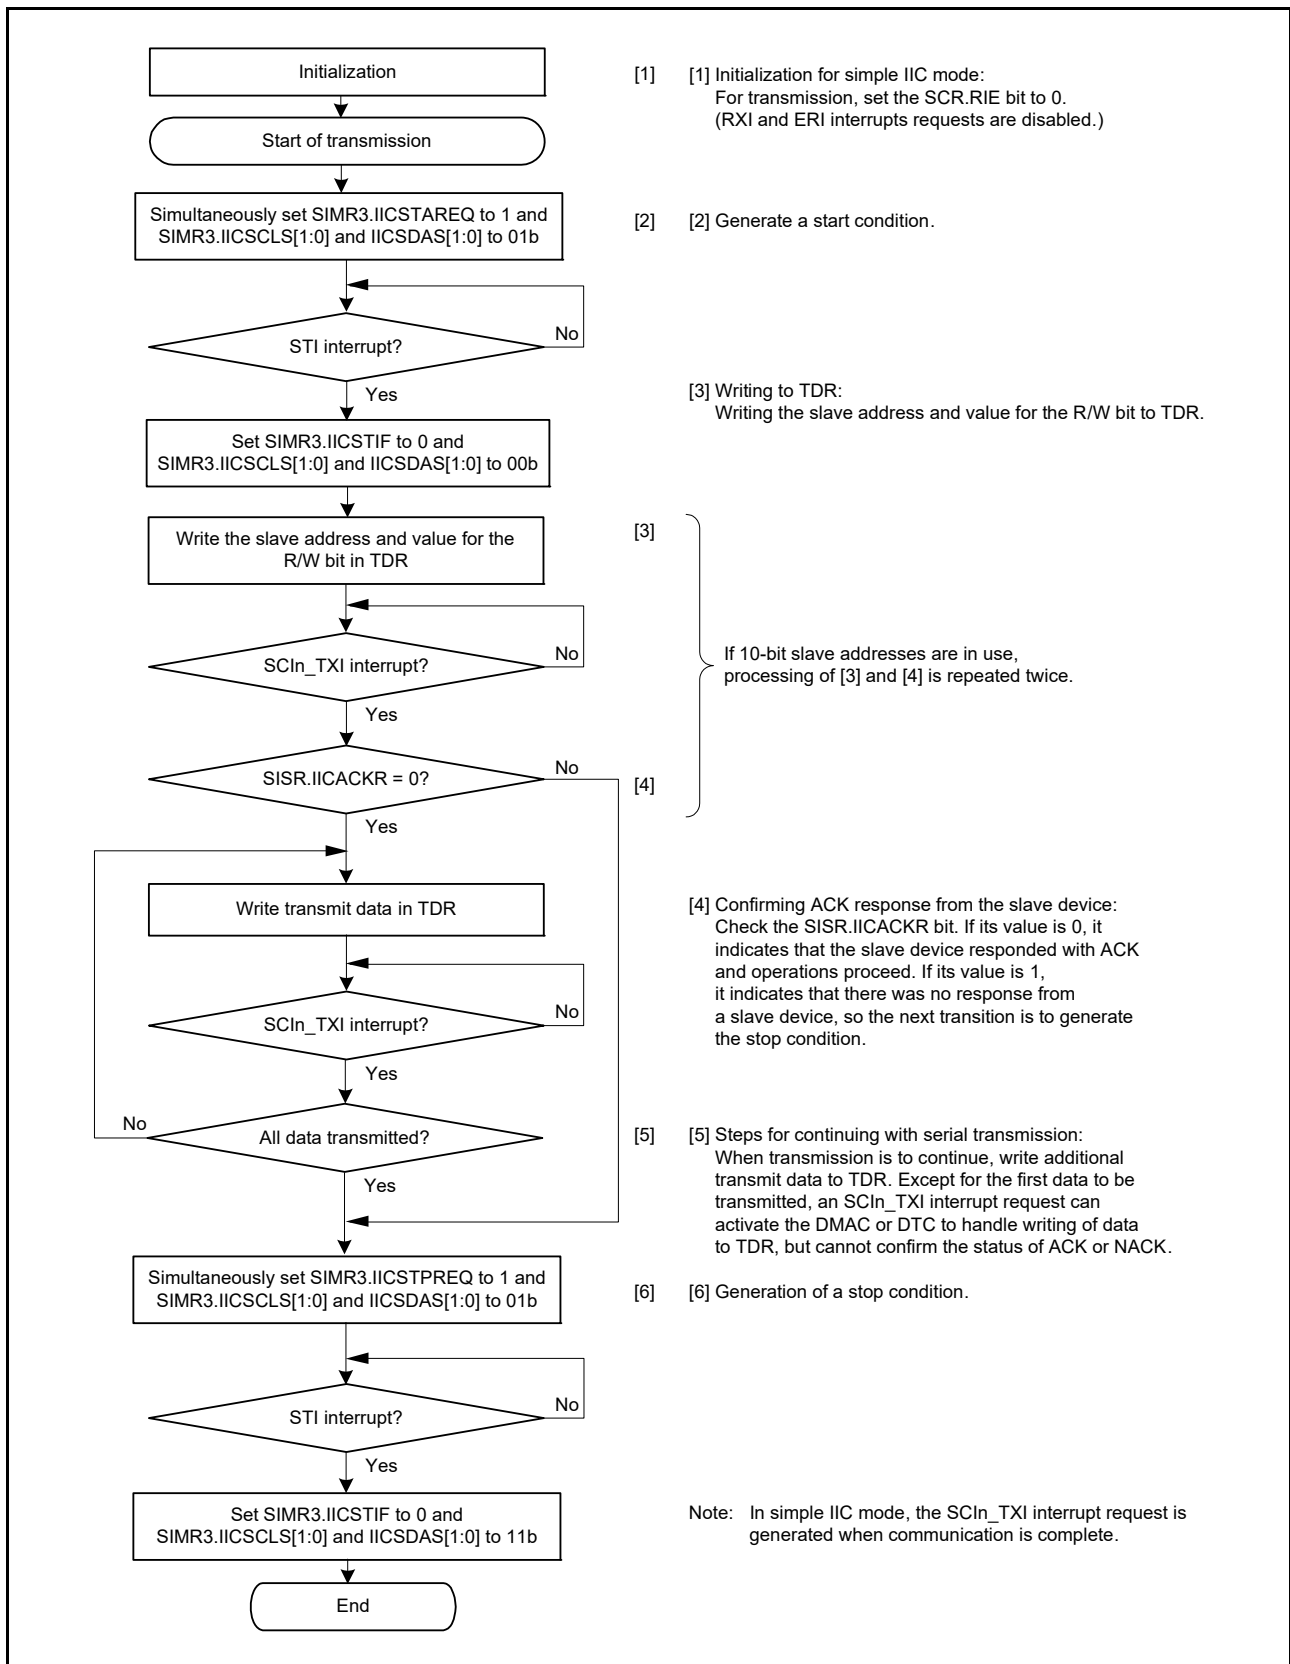 Initialization
[1]
[1] Initialization for simple IIC mode:
For transmission, set the SCR.RIE bit to 0.
(RXI and ERI interrupts requests are disabled.)
Start of transmission
Simultaneously set SIMR3.IICSTAREQ to 1 and
SIMR3.IICSCLS[1:0] and IICSDAS[1:0] to 01b
[2]
[2] Generate a start condition.
STI interrupt?
No
Yes
[3] Writing to TDR:
Writing the slave address and value for the R/W bit to TDR.
Set SIMR3.IICSTIF to 0 and
SIMR3.IICSCLS[1:0] and IICSDAS[1:0] to 00b
Write the slave address and value for the
R/W bit in TDR
[3]
SCIn_TXI interrupt?
No
Yes
If 10-bit slave addresses are in use,
processing of [3] and [4] is repeated twice.
SISR.IICACKR = 0?
No
[4]
Yes
Write transmit data in TDR
[4] Confirming ACK response from the slave device:
Check the SISR.IICACKR bit. If its value is 0, it
indicates that the slave device responded with ACK
and operations proceed. If its value is 1,
it indicates that there was no response from
a slave device, so the next transition is to generate
the stop condition.
SCIn_TXI interrupt?
No
Yes
All data transmitted?
No
Yes
[5]
[5] Steps for continuing with serial transmission:
When transmission is to continue, write additional
transmit data to TDR. Except for the first data to be
transmitted, an SCIn_TXI interrupt request can
activate the DMAC or DTC to handle writing of data
to TDR, but cannot confirm the status of ACK or NACK.
Simultaneously set SIMR3.IICSTPREQ to 1 and
SIMR3.IICSCLS[1:0] and IICSDAS[1:0] to 01b
[6]
[6] Generation of a stop condition.
STI interrupt?
No
Yes
Set SIMR3.IICSTIF to 0 and
SIMR3.IICSCLS[1:0] and IICSDAS[1:0] to 11b
Note: In simple IIC mode, the SCIn_TXI interrupt request is
generated when communication is complete.
End